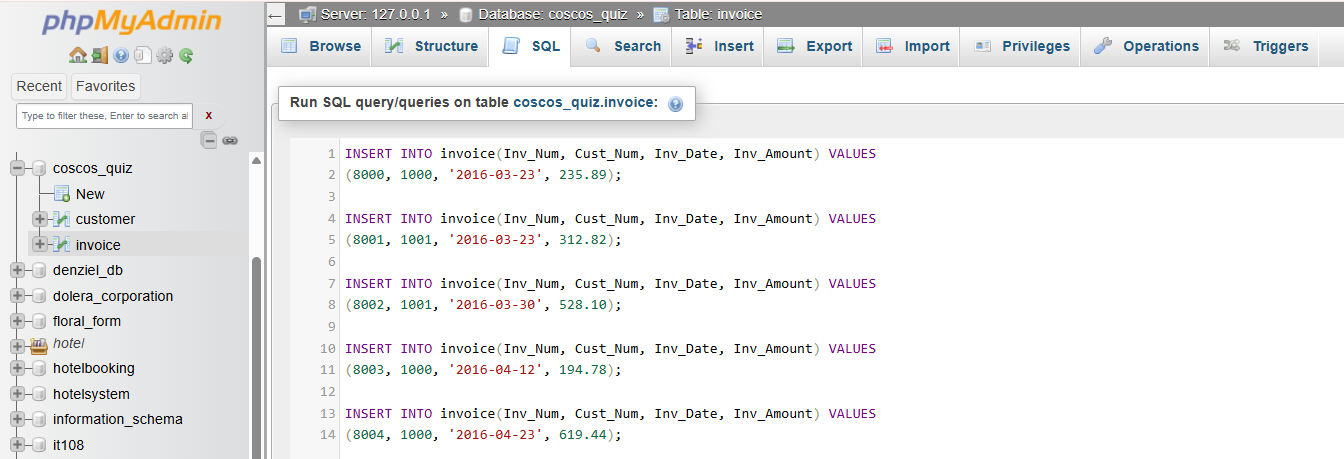 phpMyAdmin
Recent Favorites
Type to filter these, Enter to search al X
coscos_quiz
New
customer
invoice
denziel_db
dolera_corporation
floral_form
hotel
hotelbooking
hotelsystem
information_schema
it108
Server: 127.0.0.1 » Database: coscos_quiz » Table: invoice
Browse Structure SQL Search Insert Export Import Privileges Operations Triggers
Run SQL query/queries on table coscos_quiz.invoice:
1 INSERT INTO invoice(Inv_Num, Cust_Num, Inv_Date, Inv_Amount) VALUES
2 (8000, 1000, '2016-03-23', 235.89);
3
4 INSERT INTO invoice(Inv_Num, Cust_Num, Inv_Date, Inv_Amount) VALUES
5 (8001, 1001, '2016-03-23', 312.82);
6
7 INSERT INTO invoice(Inv_Num, Cust_Num, Inv_Date, Inv_Amount) VALUES
8 (8002, 1001, '2016-03-30', 528.10);
9
10 INSERT INTO invoice(Inv_Num, Cust_Num, Inv_Date, Inv_Amount) VALUES
11 (8003, 1000, '2016-04-12', 194.78);
12
13 INSERT INTO invoice(Inv_Num, Cust_Num, Inv_Date, Inv_Amount) VALUES
14 (8004, 1000, '2016-04-23', 619.44);